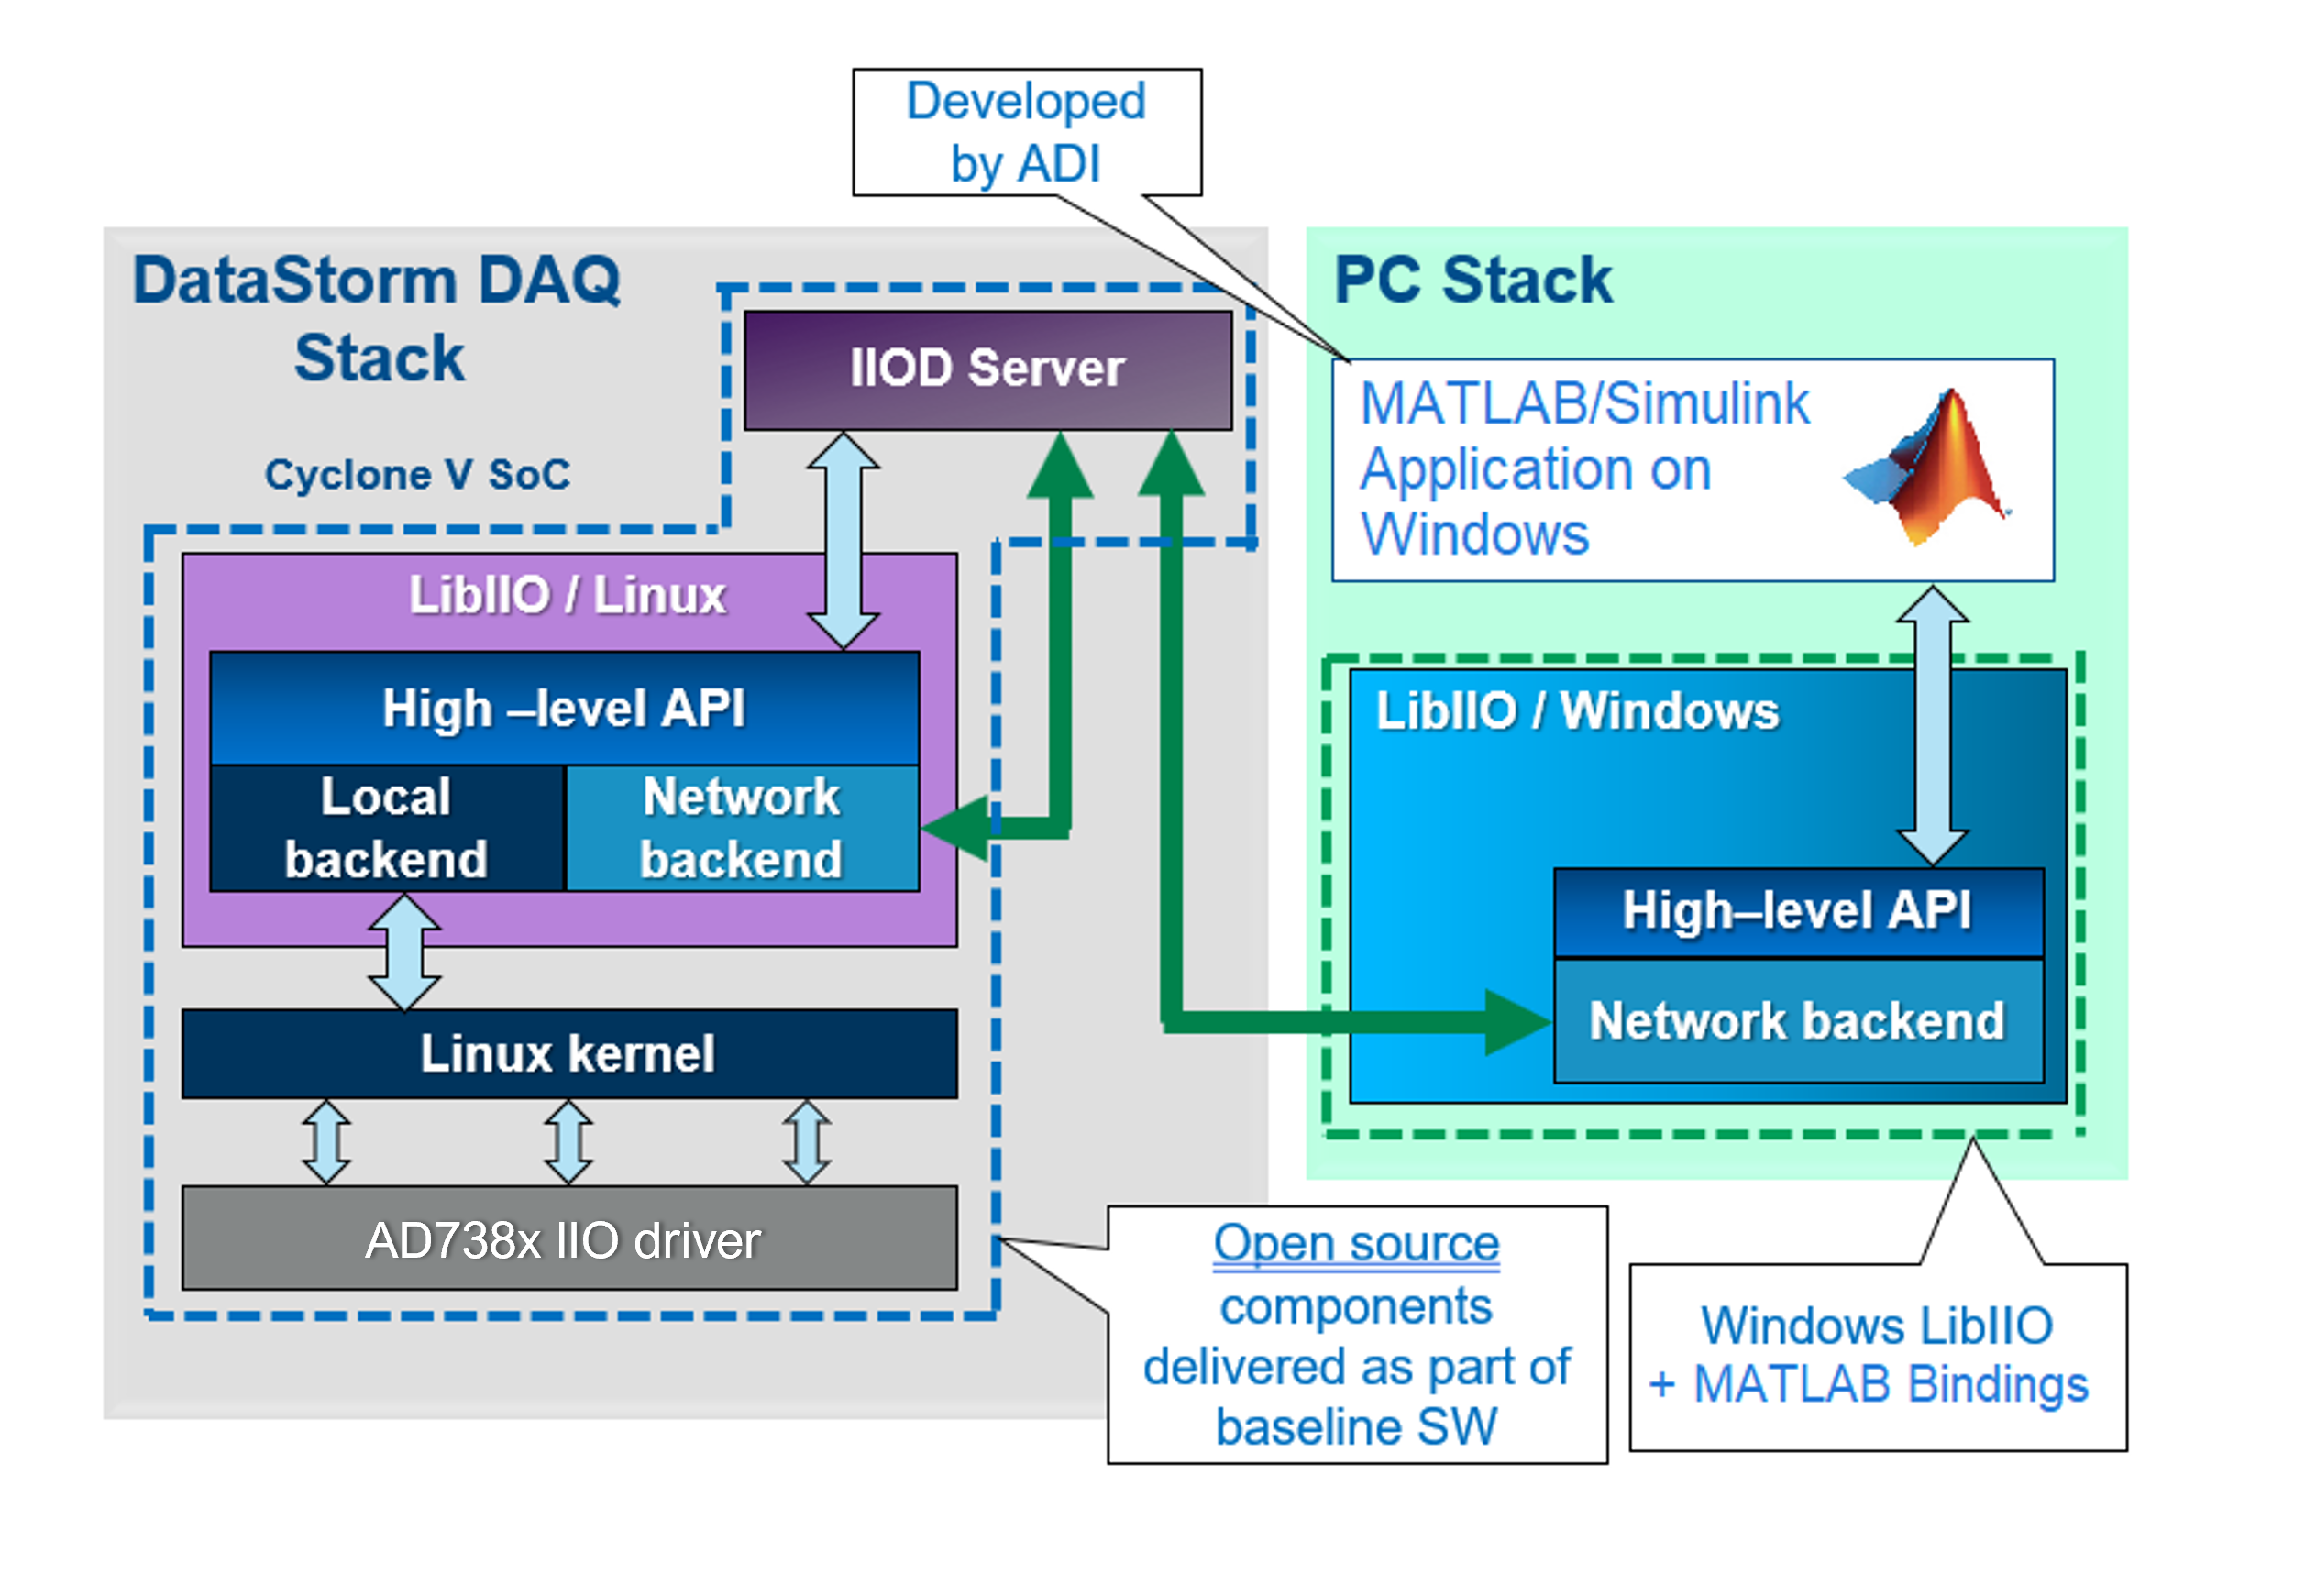 Developed
by ADI
DataStorm DAQ
Stack
Cyclone V SoC
IIOD Server
LibIIO / Linux
High –level API
Local
backend
Network
backend
Linux kernel
AD738x IIO driver
PC Stack
MATLAB/Simulink
Application on
Windows
LibIIO / Windows
High–level API
Network backend
Open source
components
delivered as part of
baseline SW
Windows LibIIO
+ MATLAB Bindings